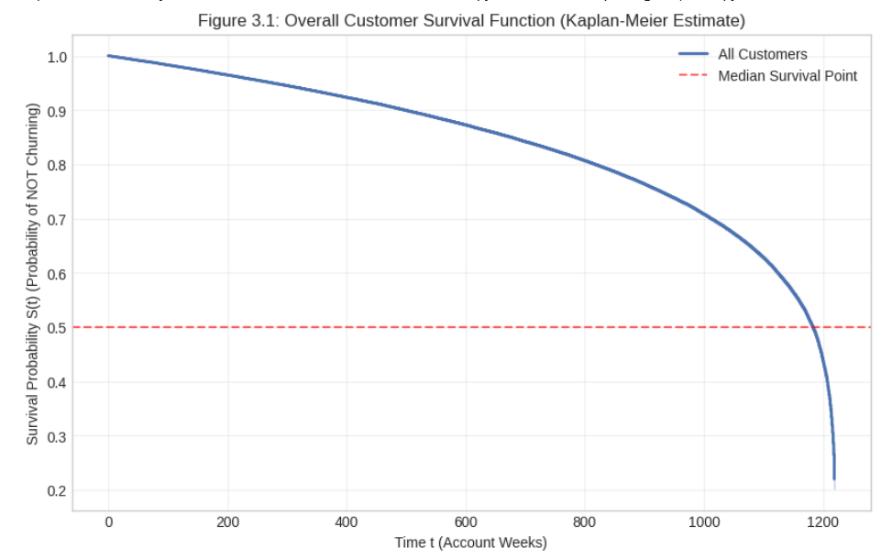 Figure 3.1: Overall Customer Survival Function (Kaplan-Meier Estimate)
All Customers
Median Survival Point
Survival Probability S(t) (Probability of NOT Churning)
1.0
0.9
0.8
0.7
0.6
0.5
0.4
0.3
0.2
0 200 400 600 800 1000 1200
Time t (Account Weeks)